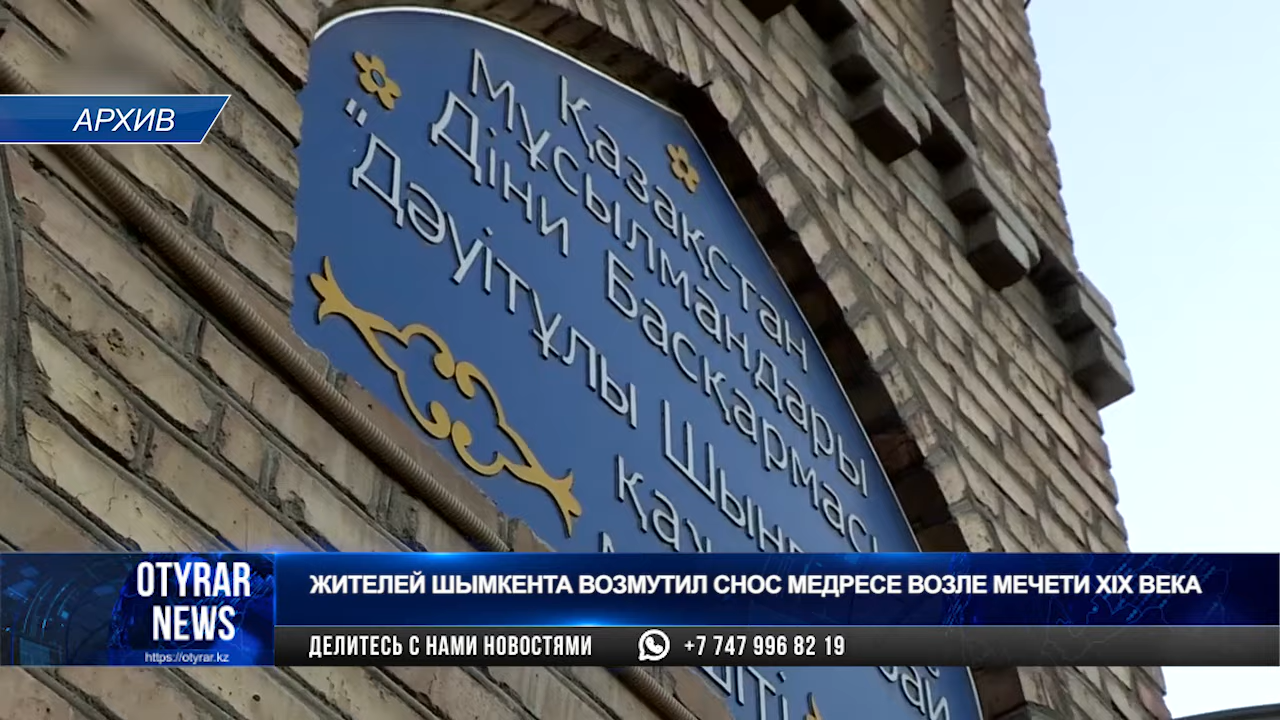 АРХИВ
Қазақстан
мұсылмандары
Діни Басқармасы
"Дәуітұлы
OTYRAR
NEWS
https://otyrar.kz
ЖИТЕЛЕЙ ШЫМКЕНТА ВОЗМУТИЛ СНОС МЕДРЕСЕ ВОЗЛЕ МЕЧЕТИ XIX ВЕКА
ДЕЛИТЕСЬ С НАМИ НОВОСТЯМИ
+7 747 996 82 19